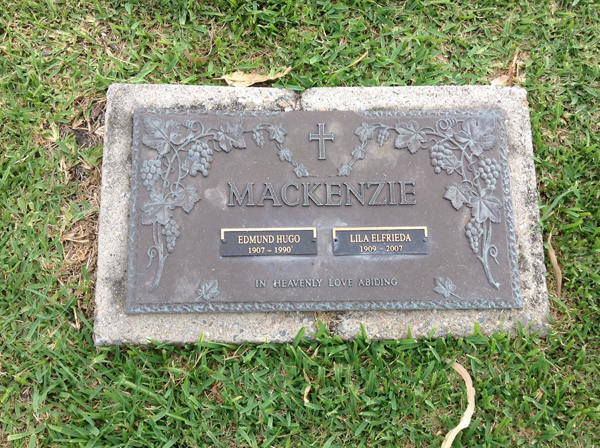 MACKENZIE
EDMUND HUGO
1907 – 1990
LILA ELFRIEDA
1909 – 2007
IN HEAVENLY LOVE ABIDING